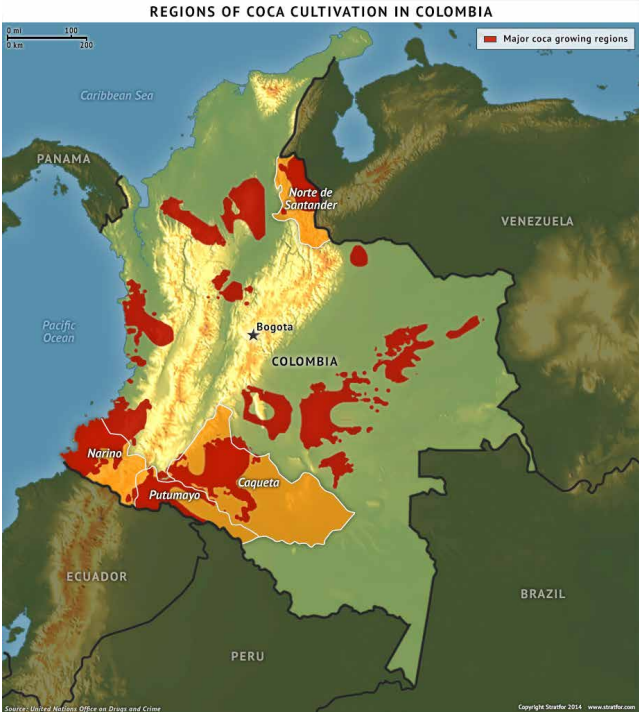 REGIONS OF COCA CULTIVATION IN COLOMBIA
0 mi 100
0 km 200
Major coca growing regions
Caribbean Sea
PANAMA
Norte de
Santander
VENEZUELA
Pacific
Ocean
Bogota
COLOMBIA
Narino
Caqueta
Putumayo
ECUADOR
BRAZIL
PERU
Source: United Nations Office on Drugs and Crime
Copyright Stratfor 2014 www.stratfor.com